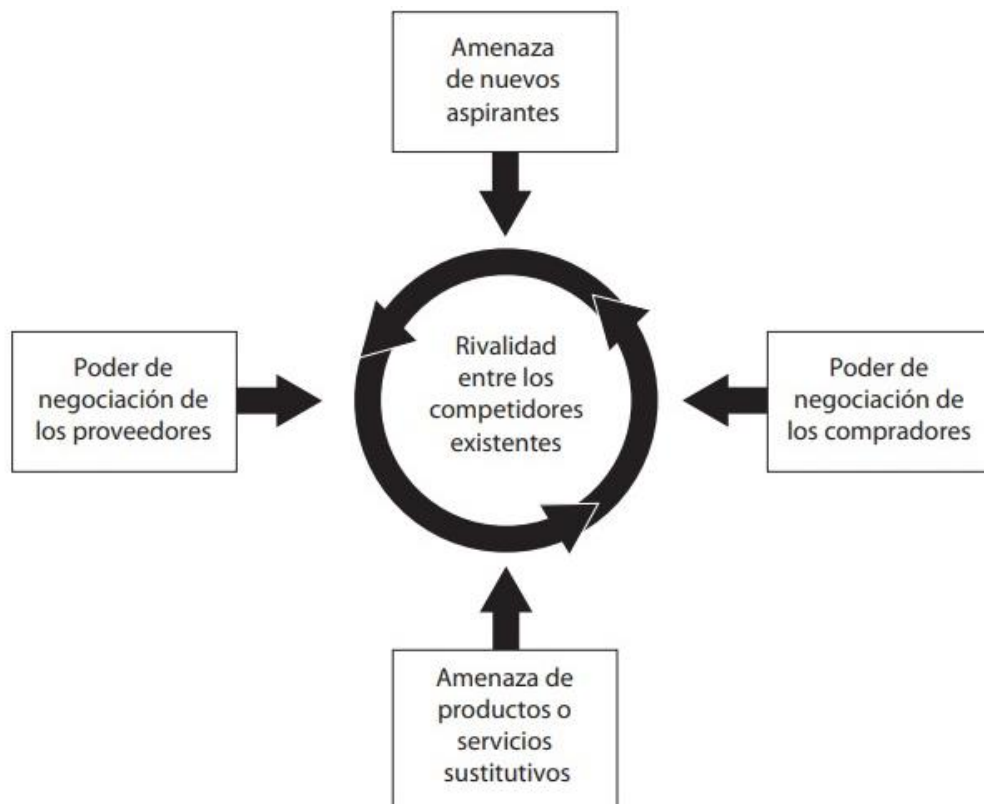 Amenaza
de nuevos
aspirantes
Poder de
negociación de
los proveedores
Rivalidad
entre los
competidores
existentes
Poder de
negociación de
los compradores
Amenaza de
productos o
servicios
sustitutivos